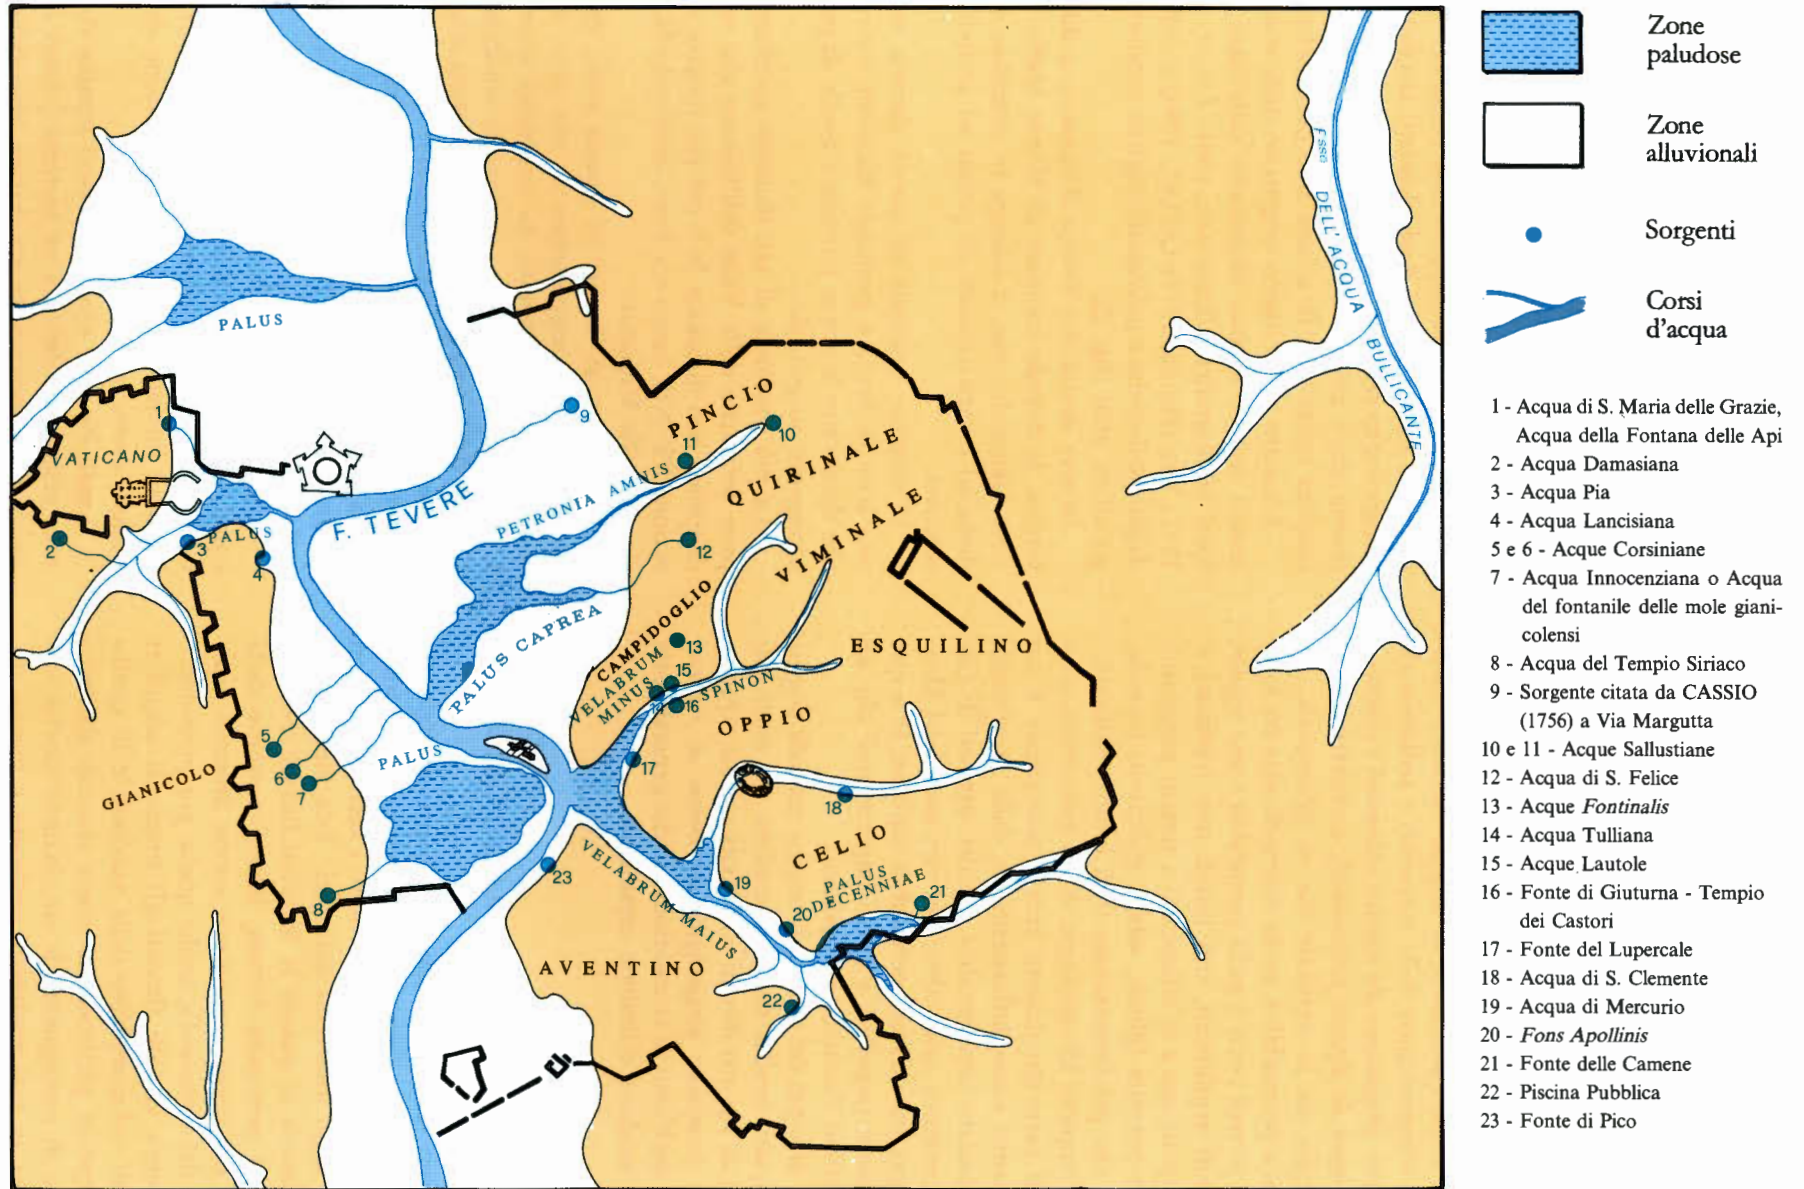 PALUS
VATICANO
PALUS
F. TEVERE
PINCIO
PETRONIA AMNIS
QUIRINALE
VIMINALE
PALUS CAPREA
CAMPIDOGLIO
VELABRUM
MINUS
SPINON
ESQUILINO
OPPIO
GIANICOLO
PALUS
CELIO
PALUS
DECENNIAE
VELABRUM MAIUS
AVENTINO
DELL' ACQUA
BULLICANTE
1
2
3
4
5
6
7
8
9
10
11
12
13
15
16
17
18
19
20
21
22
23
Zone
paludose
Zone
alluvionali
Sorgenti
Corsi
d'acqua
1 - Acqua di S. Maria delle Grazie,
Acqua della Fontana delle Api
2 - Acqua Damasiana
3 - Acqua Pia
4 - Acqua Lancisiana
5 e 6 - Acque Corsiniane
7 - Acqua Innocenziana o Acqua
del fontanile delle mole giani-
colensi
8 - Acqua del Tempio Siriaco
9 - Sorgente citata da CASSIO
(1756) a Via Margutta
10 e 11 - Acque Sallustiane
12 - Acqua di S. Felice
13 - Acque Fontinalis
14 - Acqua Tulliana
15 - Acque Lautole
16 - Fonte di Giuturna - Tempio
dei Castori
17 - Fonte del Lupercale
18 - Acqua di S. Clemente
19 - Acqua di Mercurio
20 - Fons Apollinis
21 - Fonte delle Camene
22 - Piscina Pubblica
23 - Fonte di Pico